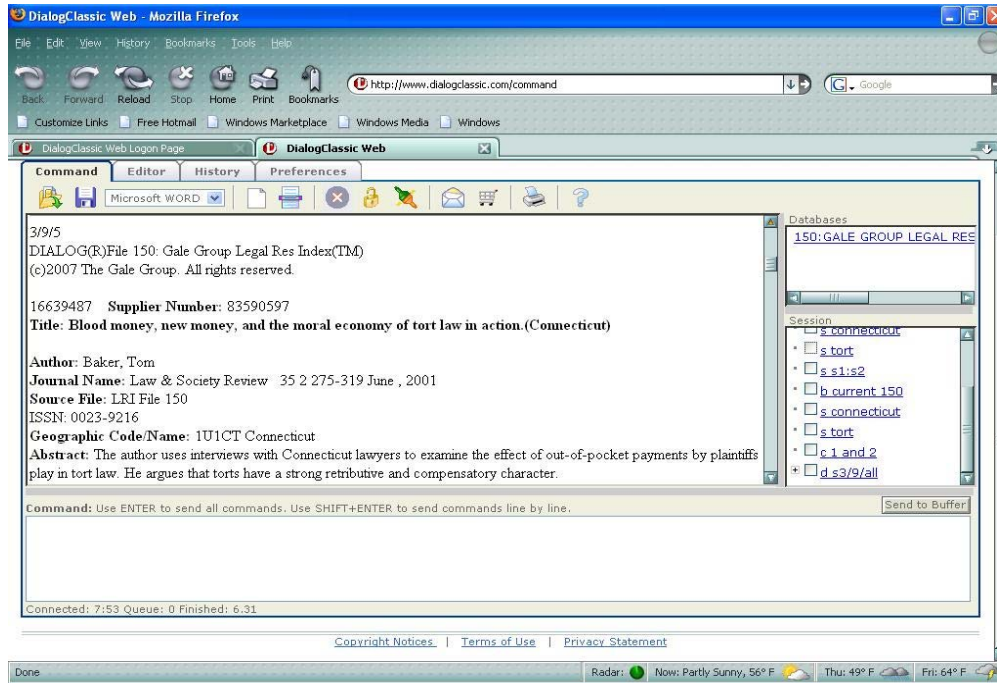 DialogClassic Web - Mozilla Firefox
File Edit View History Bookmarks Tools Help
Back Forward Reload Stop Home Print Bookmarks
http://www.dialogclassic.com/command
G Google
Customize Links Free Hotmail Windows Marketplace Windows Media Windows
DialogClassic Web Logon Page DialogClassic Web
Command Editor History Preferences
Microsoft WORD
3/9/5
DIALOG(R)File 150: Gale Group Legal Res Index(TM)
(c)2007 The Gale Group. All rights reserved.
16639487 Supplier Number: 83590597
Title: Blood money, new money, and the moral economy of tort law in action.(Connecticut)
Author: Baker, Tom
Journal Name: Law & Society Review 35 2 275-319 June , 2001
Source File: LRI File 150
ISSN: 0023-9216
Geographic Code/Name: 1U1CT Connecticut
Abstract: The author uses interviews with Connecticut lawyers to examine the effect of out-of-pocket payments by plaintiffs
play in tort law. He argues that torts have a strong retributive and compensatory character.
Databases
150:GALE GROUP LEGAL RES
Session
s connecticut
s tort
s s1:s2
b current 150
s connecticut
s tort
c 1 and 2
d s3/9/all
Command: Use ENTER to send all commands. Use SHIFT+ENTER to send commands line by line.
Send to Buffer
Connected: 7:53 Queue: 0 Finished: 6.31
Copyright Notices | Terms of Use | Privacy Statement
Done
Radar: Now: Partly Sunny, 56° F Thu: 49° F Fri: 64° F